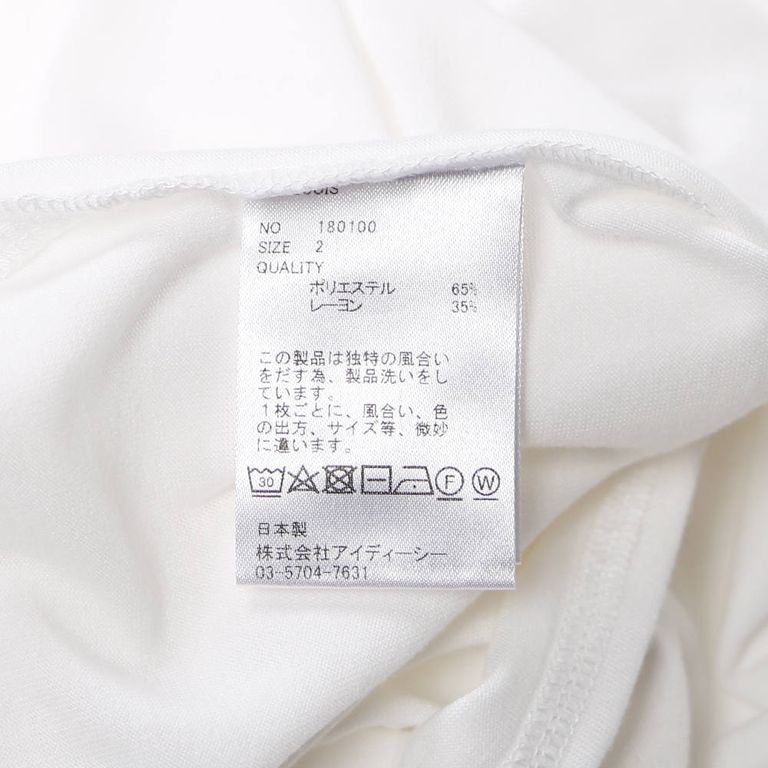 NO 180100
SIZE 2
QUALITY
ポリエステル 65%
レーヨン 35%
この製品は独特の風合い
をだす為、製品洗いをし
ています。
1枚ごとに、風合い、色
の出方、サイズ等、微妙
に違います。
30 F W
日本製
株式会社アイディーシー
03-5704-7631